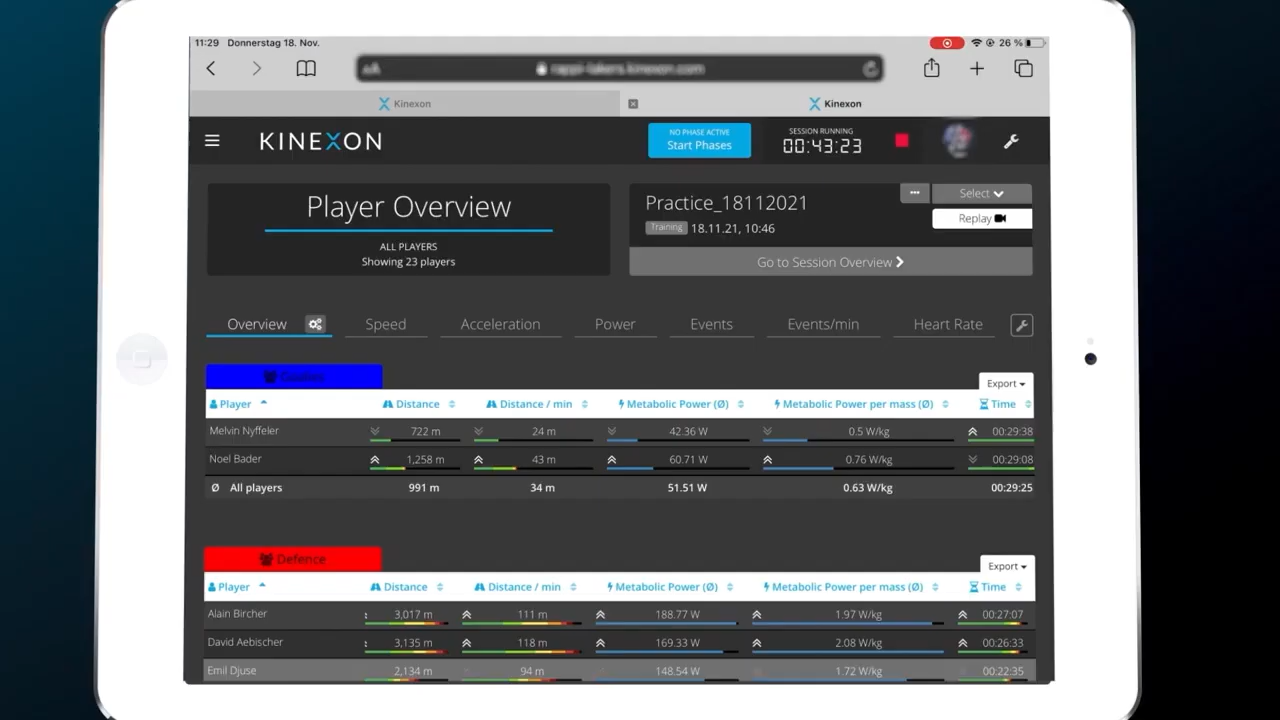 11:29 Donnerstag 18. Nov.
26 %
Kinexon
Kinexon
KINEXON
NO PHASE ACTIVE
Start Phases
SESSION RUNNING
00:43:23
Player Overview
ALL PLAYERS
Showing 23 players
Practice_18112021
Training 18.11.21, 10:46
Select
Replay
Go to Session Overview
Overview Speed Acceleration Power Events Events/min Heart Rate
Export
Player Distance Distance / min Metabolic Power (Ø) Metabolic Power per mass (Ø) Time
Melvin Nyffeler 722 m 24 m 42.36 W 0.5 W/kg 00:29:38
Noel Bader 1,258 m 43 m 60.71 W 0.76 W/kg 00:29:08
Ø All players 991 m 34 m 51.51 W 0.63 W/kg 00:29:25
Defence
Export
Player Distance Distance / min Metabolic Power (Ø) Metabolic Power per mass (Ø) Time
Alain Bircher 3,017 m 111 m 188.77 W 1.97 W/kg 00:27:07
David Aebischer 3,135 m 118 m 169.33 W 2.08 W/kg 00:26:33
Emil Djuse 2,134 m 94 m 148.54 W 1.72 W/kg 00:22:35